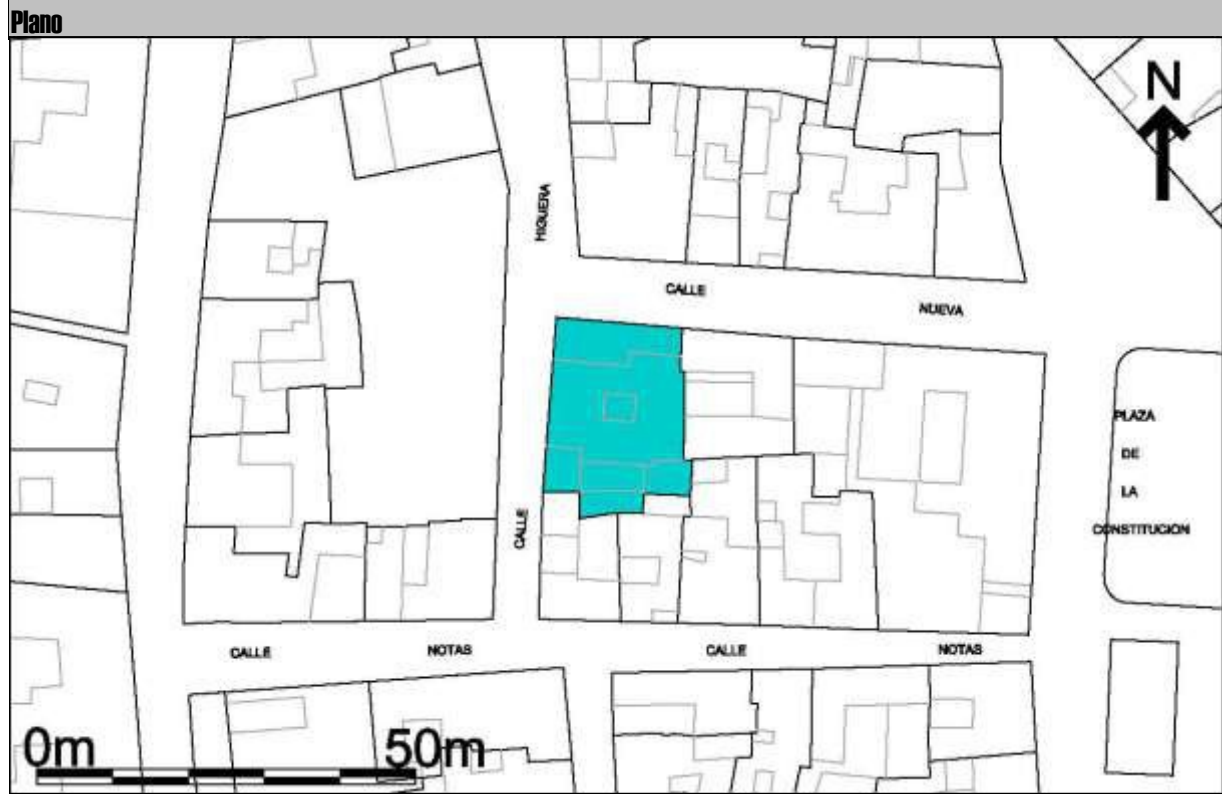 Plano
N
HIGUERA
CALLE
NUEVA
PLAZA
DE
LA
CONSTITUCION
CALLE
CALLE
NOTAS
CALLE
NOTAS
0m
50m